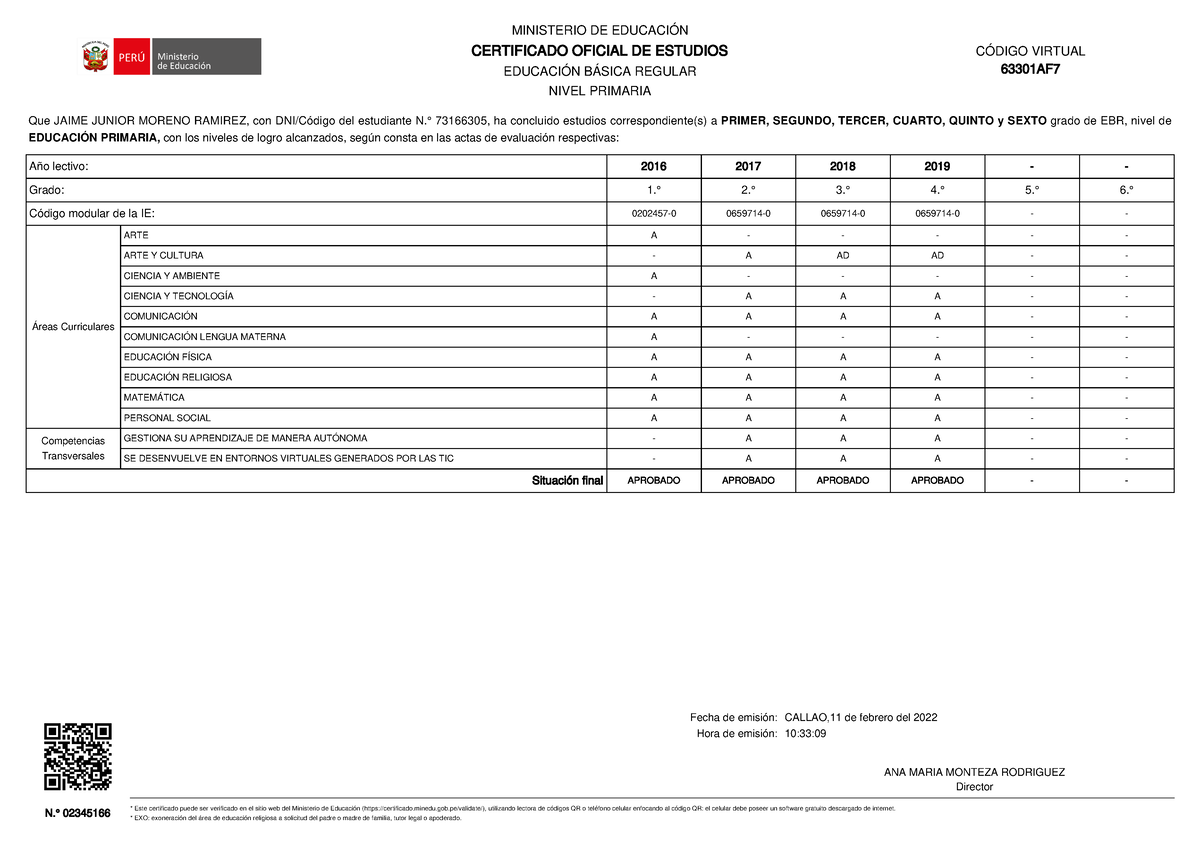 MINISTERIO DE EDUCACIÓN
CERTIFICADO OFICIAL DE ESTUDIOS
EDUCACIÓN BÁSICA REGULAR
NIVEL PRIMARIA
PERÚ
Ministerio
de Educación
CÓDIGO VIRTUAL
63301AF7
Que JAIME JUNIOR MORENO RAMIREZ, con DNI/Código del estudiante N.° 73166305, ha concluido estudios correspondiente(s) a PRIMER, SEGUNDO, TERCER, CUARTO, QUINTO y SEXTO grado de EBR, nivel de
EDUCACIÓN PRIMARIA, con los niveles de logro alcanzados, según consta en las actas de evaluación respectivas:
Año lectivo: 2016 2017 2018 2019 - -
Grado: 1.° 2.° 3.° 4.° 5.° 6.°
Código modular de la IE: 0202457-0 0659714-0 0659714-0 0659714-0 - -
Áreas Curriculares
ARTE A - - - - -
ARTE Y CULTURA - A AD AD - -
CIENCIA Y AMBIENTE A - - - - -
CIENCIA Y TECNOLOGÍA - A A A - -
COMUNICACIÓN A A A A - -
COMUNICACIÓN LENGUA MATERNA A - - - - -
EDUCACIÓN FÍSICA A A A A - -
EDUCACIÓN RELIGIOSA A A A A - -
MATEMÁTICA A A A A - -
PERSONAL SOCIAL A A A A - -
Competencias
Transversales
GESTIONA SU APRENDIZAJE DE MANERA AUTÓNOMA - A A A - -
SE DESENVUELVE EN ENTORNOS VIRTUALES GENERADOS POR LAS TIC - A A A - -
Situación final APROBADO APROBADO APROBADO APROBADO - -
Fecha de emisión: CALLAO,11 de febrero del 2022
Hora de emisión: 10:33:09
ANA MARIA MONTEZA RODRIGUEZ
Director
N.° 02345166
* Este certificado puede ser verificado en el sitio web del Ministerio de Educación (https://certificado.minedu.gob.pe/validate/), utilizando lectora de códigos QR o teléfono celular enfocando al código QR: el celular debe poseer un software gratuito descargado de internet.
* EXO: exoneración del área de educación religiosa a solicitud del padre o madre de familia, tutor legal o apoderado.